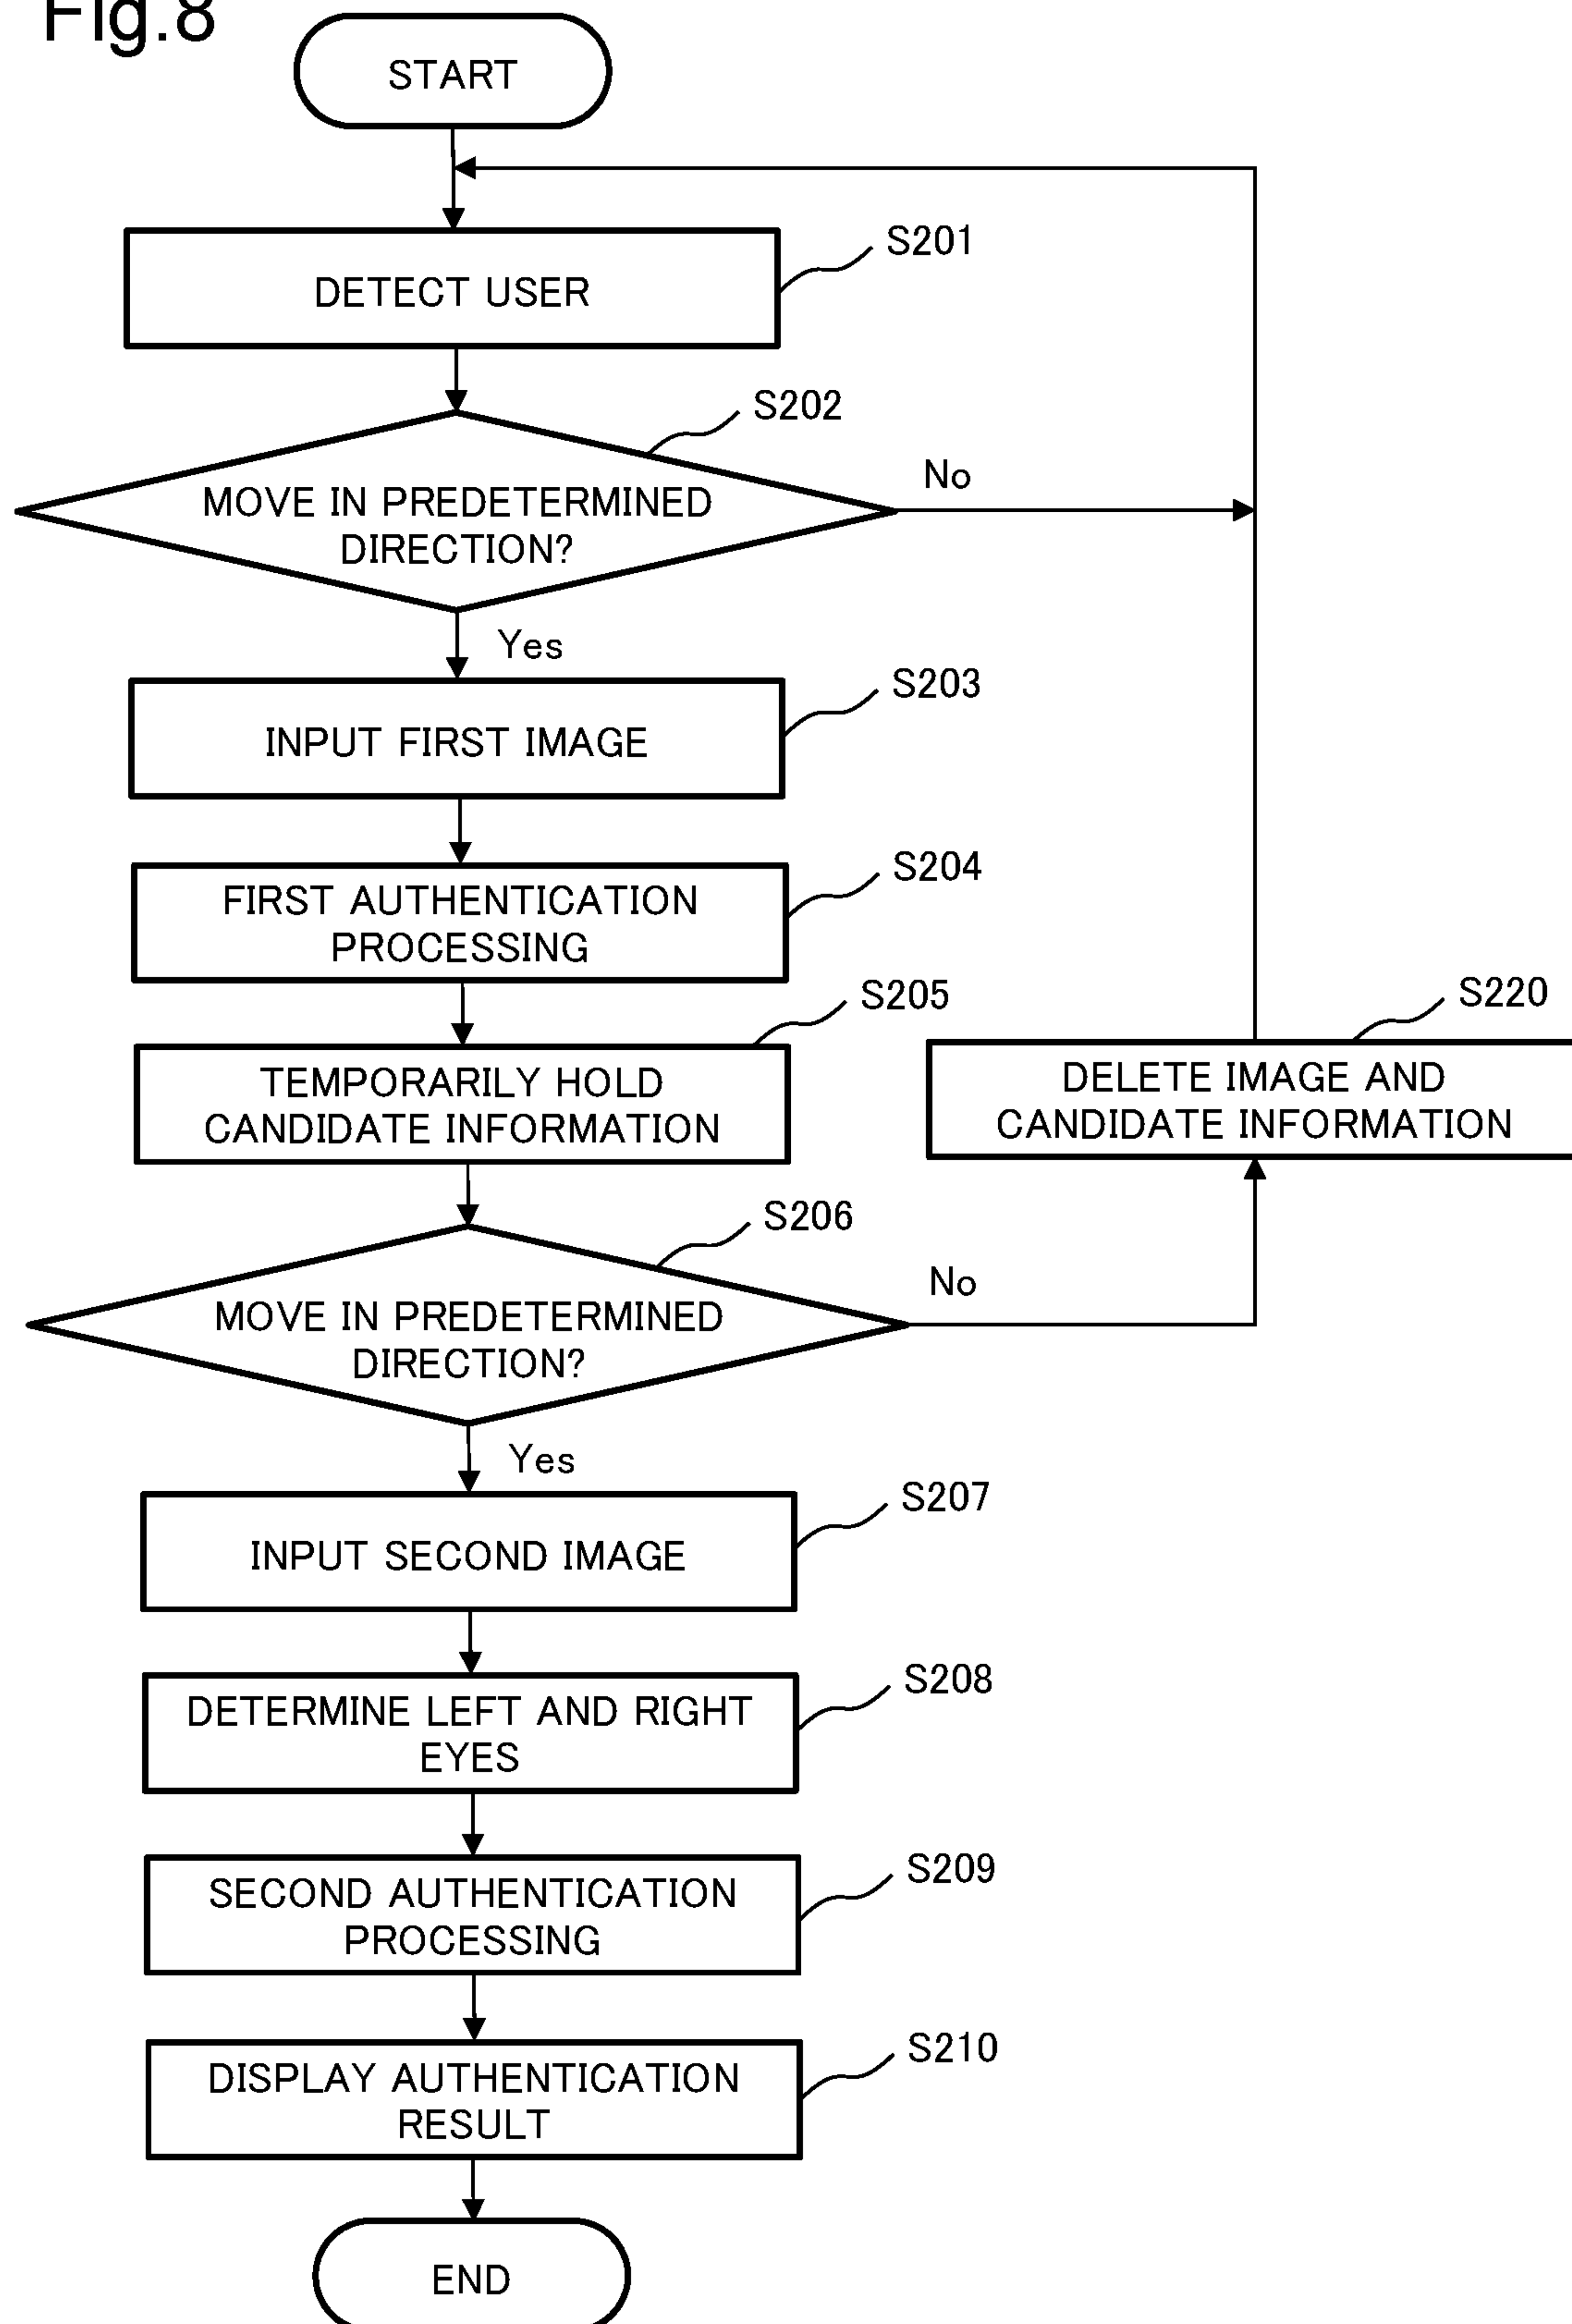 Fig.8
START
S201
DETECT USER
S202
MOVE IN PREDETERMINED
DIRECTION?
No
Yes
S203
INPUT FIRST IMAGE
S204
FIRST AUTHENTICATION
PROCESSING
S205
TEMPORARILY HOLD
CANDIDATE INFORMATION
S220
DELETE IMAGE AND
CANDIDATE INFORMATION
S206
MOVE IN PREDETERMINED
DIRECTION?
No
Yes
S207
INPUT SECOND IMAGE
S208
DETERMINE LEFT AND RIGHT
EYES
S209
SECOND AUTHENTICATION
PROCESSING
S210
DISPLAY AUTHENTICATION
RESULT
END